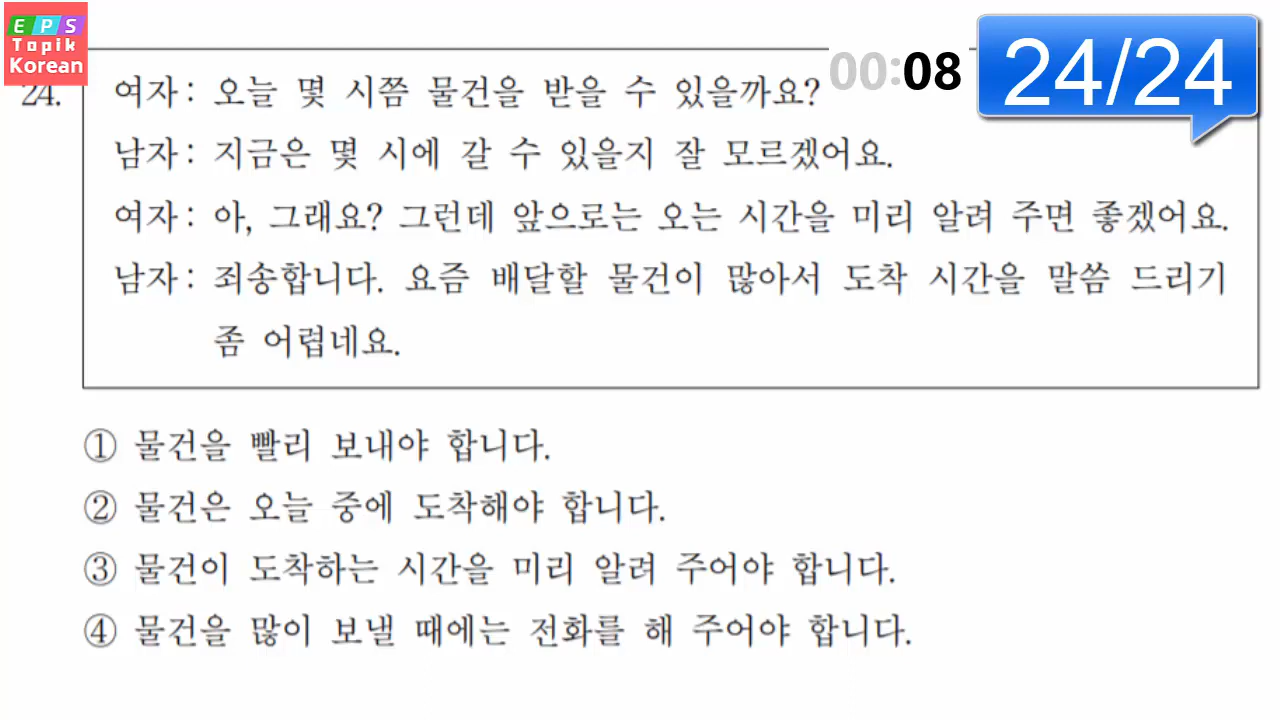 EPS
Topik
Korean
00:08
24/24
24.
여자: 오늘 몇 시쯤 물건을 받을 수 있을까요?
남자: 지금은 몇 시에 갈 수 있을지 잘 모르겠어요.
여자: 아, 그래요? 그런데 앞으로는 오는 시간을 미리 알려 주면 좋겠어요.
남자: 죄송합니다. 요즘 배달할 물건이 많아서 도착 시간을 말씀 드리기
좀 어렵네요.
① 물건을 빨리 보내야 합니다.
② 물건은 오늘 중에 도착해야 합니다.
③ 물건이 도착하는 시간을 미리 알려 주어야 합니다.
④ 물건을 많이 보낼 때에는 전화를 해 주어야 합니다.